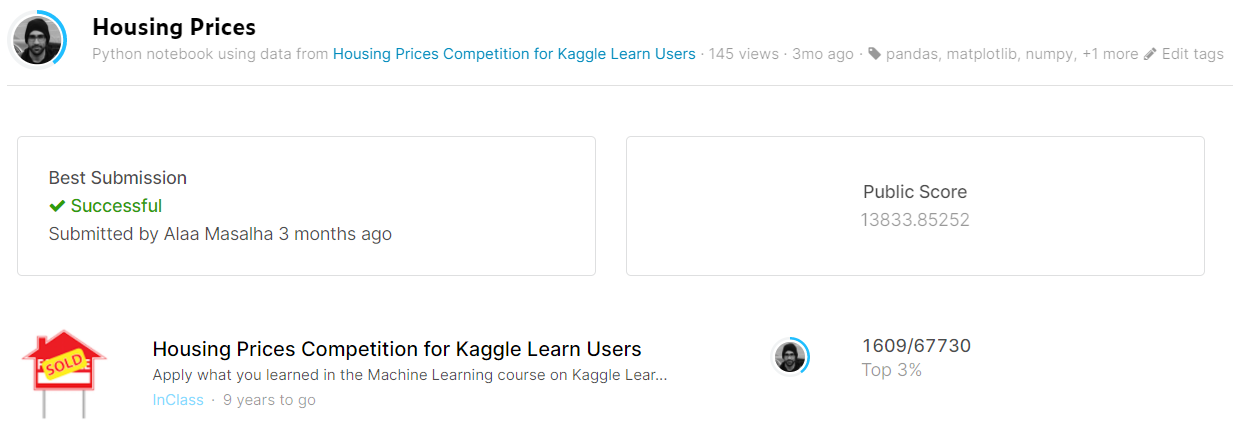 Housing Prices
Python notebook using data from Housing Prices Competition for Kaggle Learn Users · 145 views · 3mo ago · pandas, matplotlib, numpy, +1 more Edit tags
Best Submission
Successful
Submitted by Alaa Masalha 3 months ago
Public Score
13833.85252
SOLD
Housing Prices Competition for Kaggle Learn Users
Apply what you learned in the Machine Learning course on Kaggle Lear...
InClass · 9 years to go
1609/67730
Top 3%